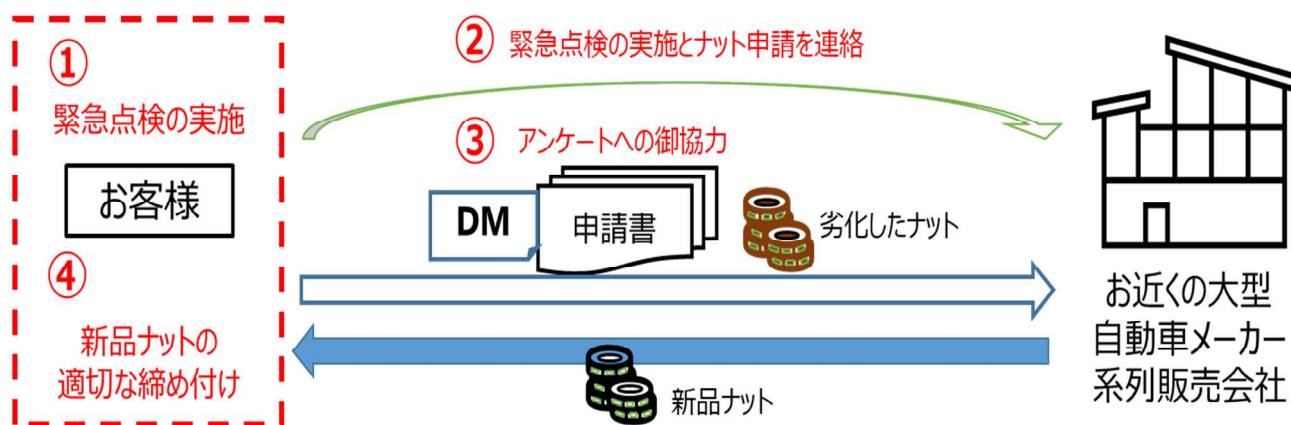 ①
緊急点検の実施
お客様
④
新品ナットの
適切な締め付け
② 緊急点検の実施とナット申請を連絡
③ アンケートへの御協力
DM
申請書
劣化したナット
新品ナット
お近くの大型
自動車メーカー
系列販売会社